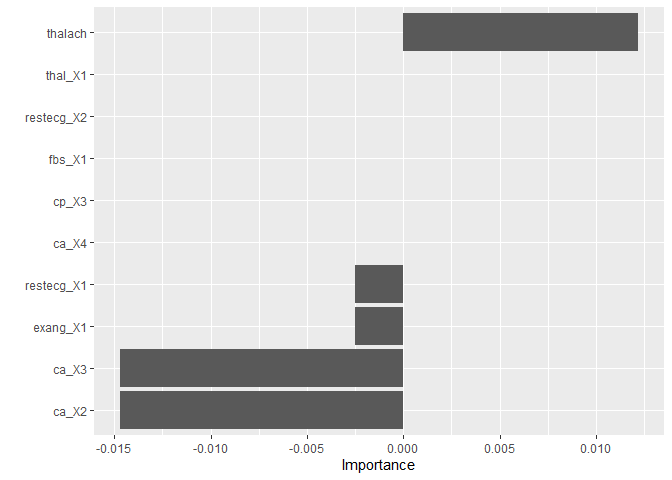 thalach
thal_X1
restecg_X2
fbs_X1
cp_X3
ca_X4
restecg_X1
exang_X1
ca_X3
ca_X2
-0.015 -0.010 -0.005 0.000 0.005 0.010
Importance